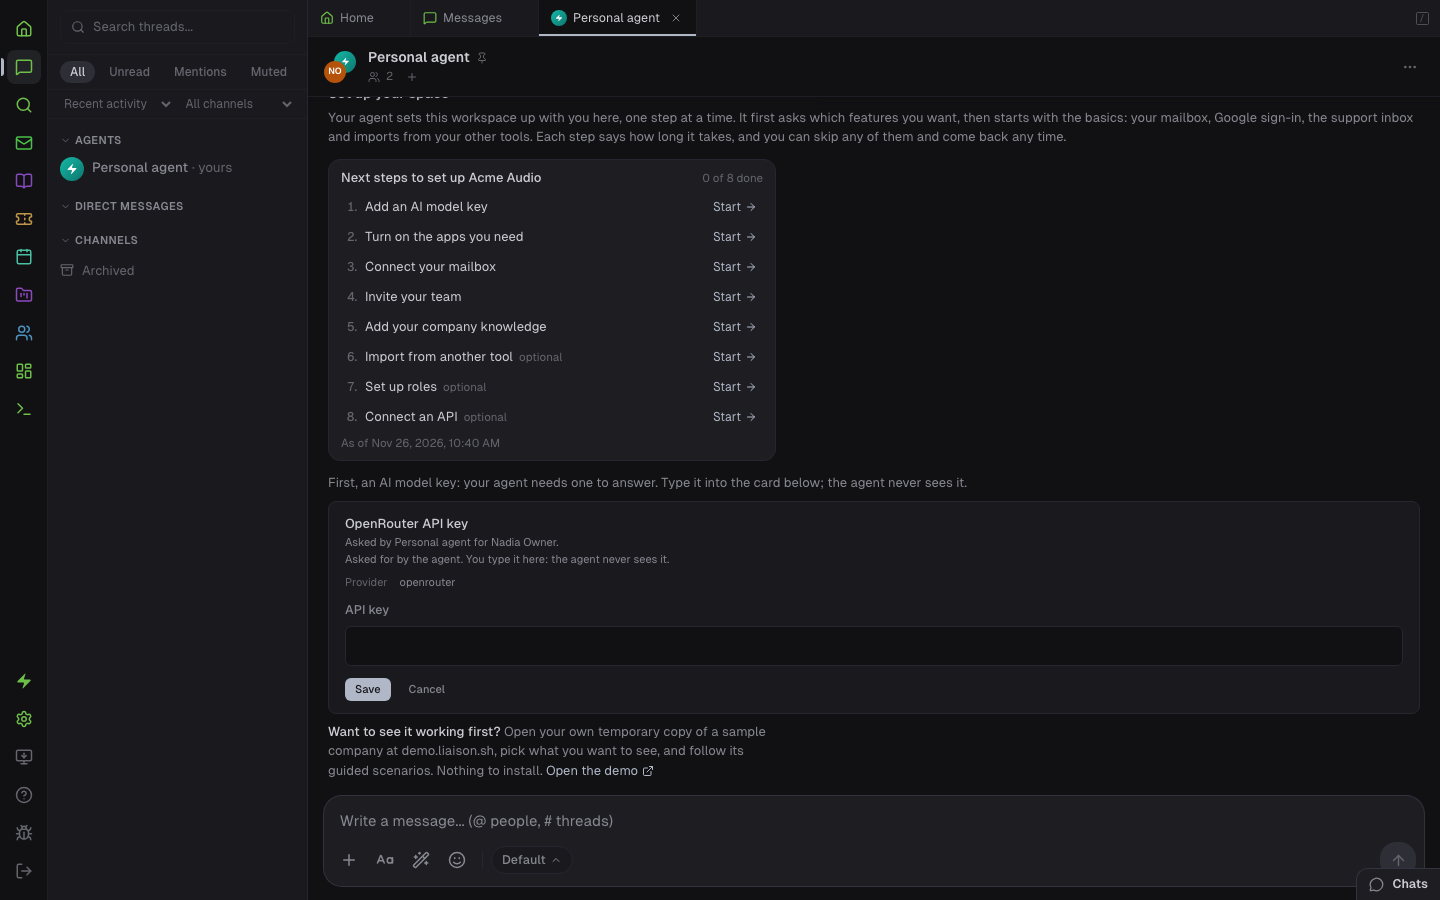 Search threads...
Home
Messages
Personal agent
All
Unread
Mentions
Muted
Recent activity
All channels
AGENTS
Personal agent · yours
DIRECT MESSAGES
CHANNELS
Archived
NO
Personal agent
2
Set up your space
Your agent sets this workspace up with you here, one step at a time. It first asks which features you want, then starts with the basics: your mailbox, Google sign-in, the support inbox
and imports from your other tools. Each step says how long it takes, and you can skip any of them and come back any time.
Next steps to set up Acme Audio 0 of 8 done
1. Add an AI model key Start →
2. Turn on the apps you need Start →
3. Connect your mailbox Start →
4. Invite your team Start →
5. Add your company knowledge Start →
6. Import from another tool optional Start →
7. Set up roles optional Start →
8. Connect an API optional Start →
As of Nov 26, 2026, 10:40 AM
First, an AI model key: your agent needs one to answer. Type it into the card below; the agent never sees it.
OpenRouter API key
Asked by Personal agent for Nadia Owner.
Asked for by the agent. You type it here: the agent never sees it.
Provider openrouter
API key
Save Cancel
Want to see it working first? Open your own temporary copy of a sample
company at demo.liaison.sh, pick what you want to see, and follow its
guided scenarios. Nothing to install. Open the demo
Write a message... (@ people, # threads)
Aa
Default
Chats